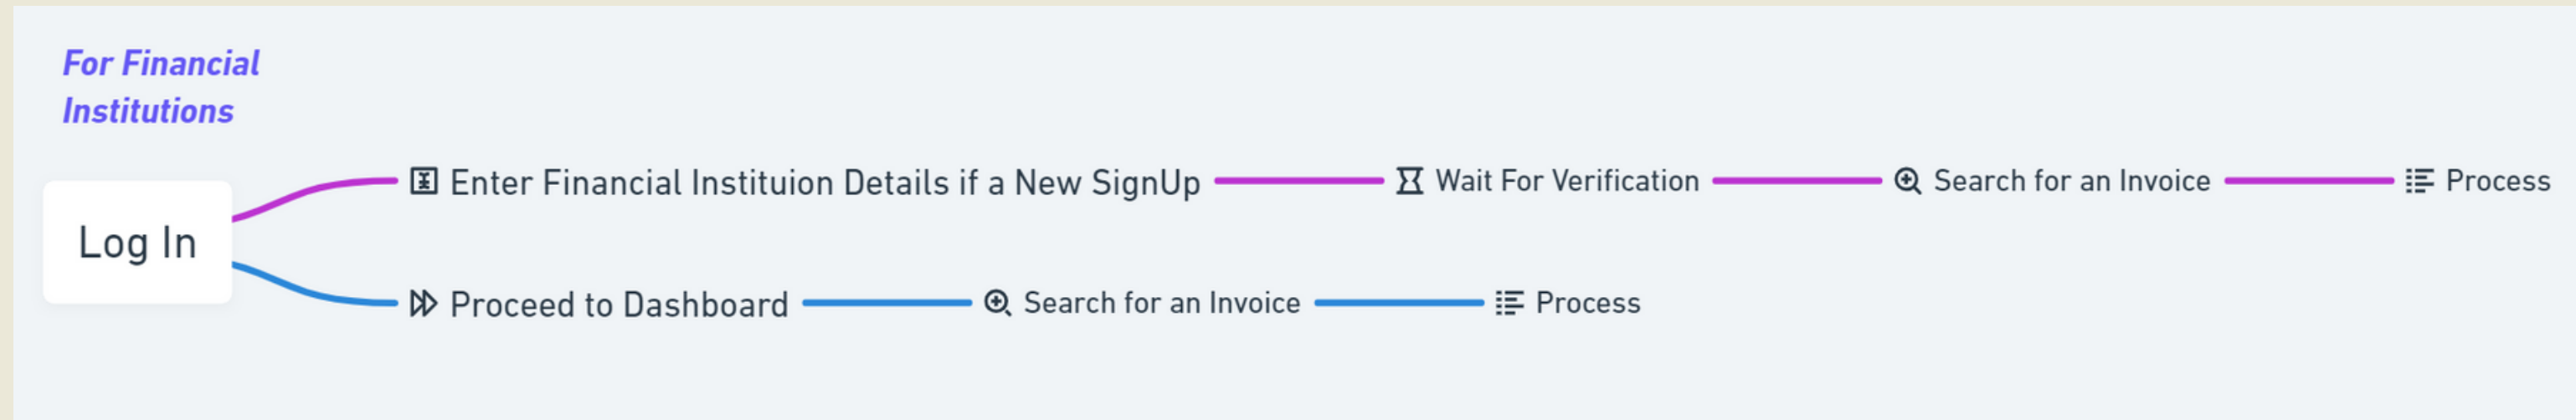 For Financial
Institutions
Enter Financial Instituion Details if a New SignUp
Wait For Verification
Search for an Invoice
Process
Log In
Proceed to Dashboard
Search for an Invoice
Process